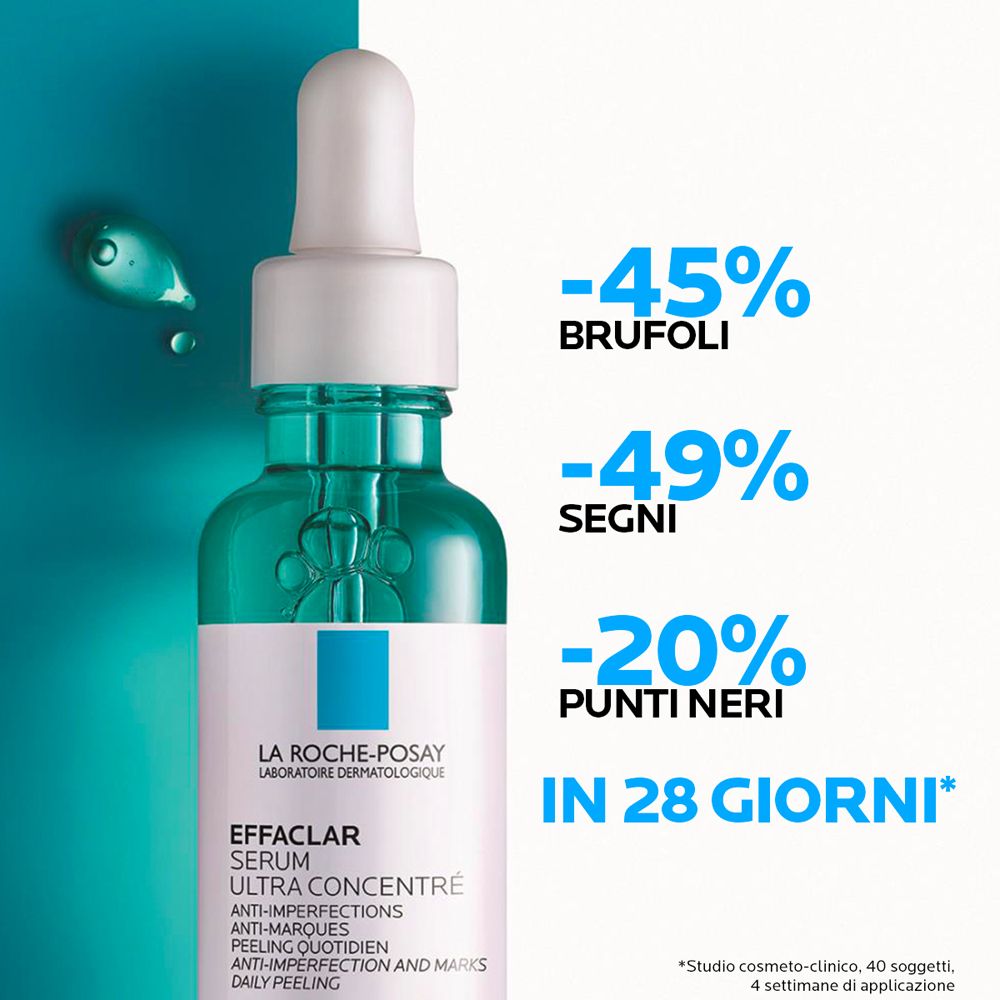 -45%
BRUFOLI
-49%
SEGNI
-20%
PUNTI NERI
IN 28 GIORNI*
LA ROCHE-POSAY
LABORATOIRE DERMATOLOGIQUE
EFFACLAR
SERUM
ULTRA CONCENTRÉ
ANTI-IMPERFECTIONS
ANTI-MARQUES
PEELING QUOTIDIEN
ANTI-IMPERFECTION AND MARKS
DAILY PEELING
*Studio cosmeto-clinico, 40 soggetti,
4 settimane di applicazione